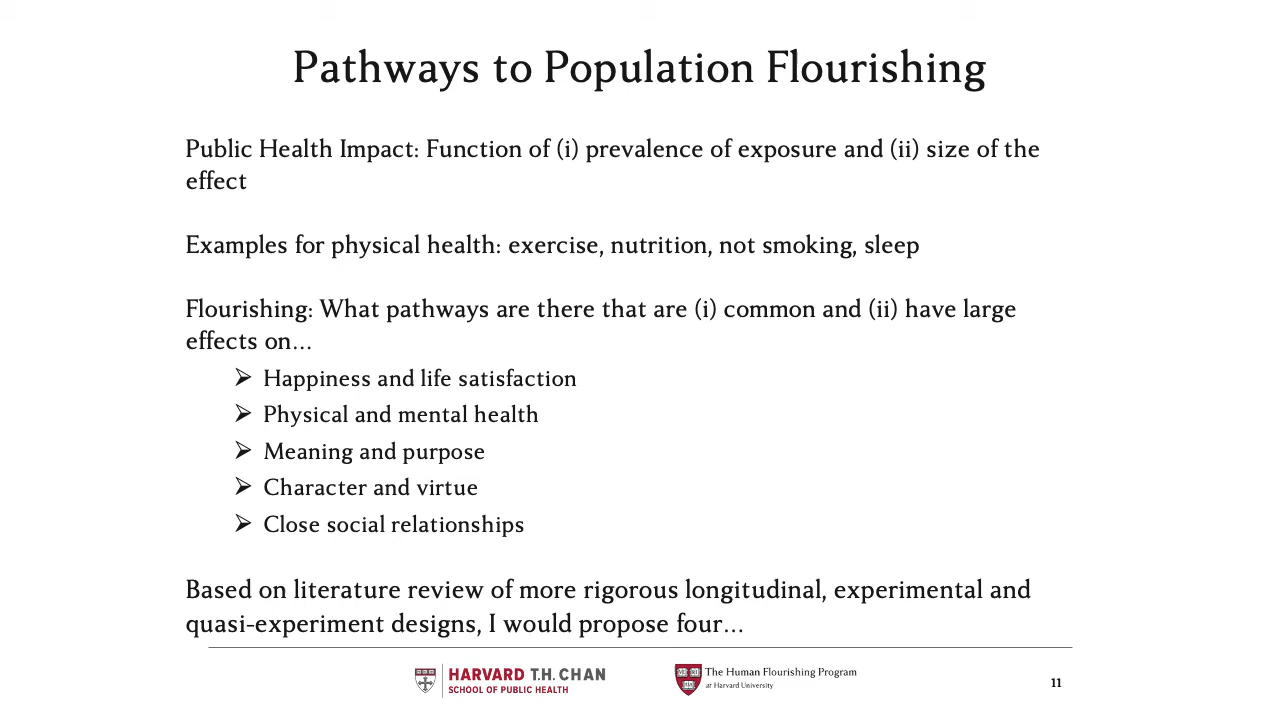 Pathways to Population Flourishing
Public Health Impact: Function of (i) prevalence of exposure and (ii) size of the
effect
Examples for physical health: exercise, nutrition, not smoking, sleep
Flourishing: What pathways are there that are (i) common and (ii) have large
effects on…
➢ Happiness and life satisfaction
➢ Physical and mental health
➢ Meaning and purpose
➢ Character and virtue
➢ Close social relationships
Based on literature review of more rigorous longitudinal, experimental and
quasi-experiment designs, I would propose four…
HARVARD T.H. CHAN
SCHOOL OF PUBLIC HEALTH
The Human Flourishing Program
at Harvard University
11